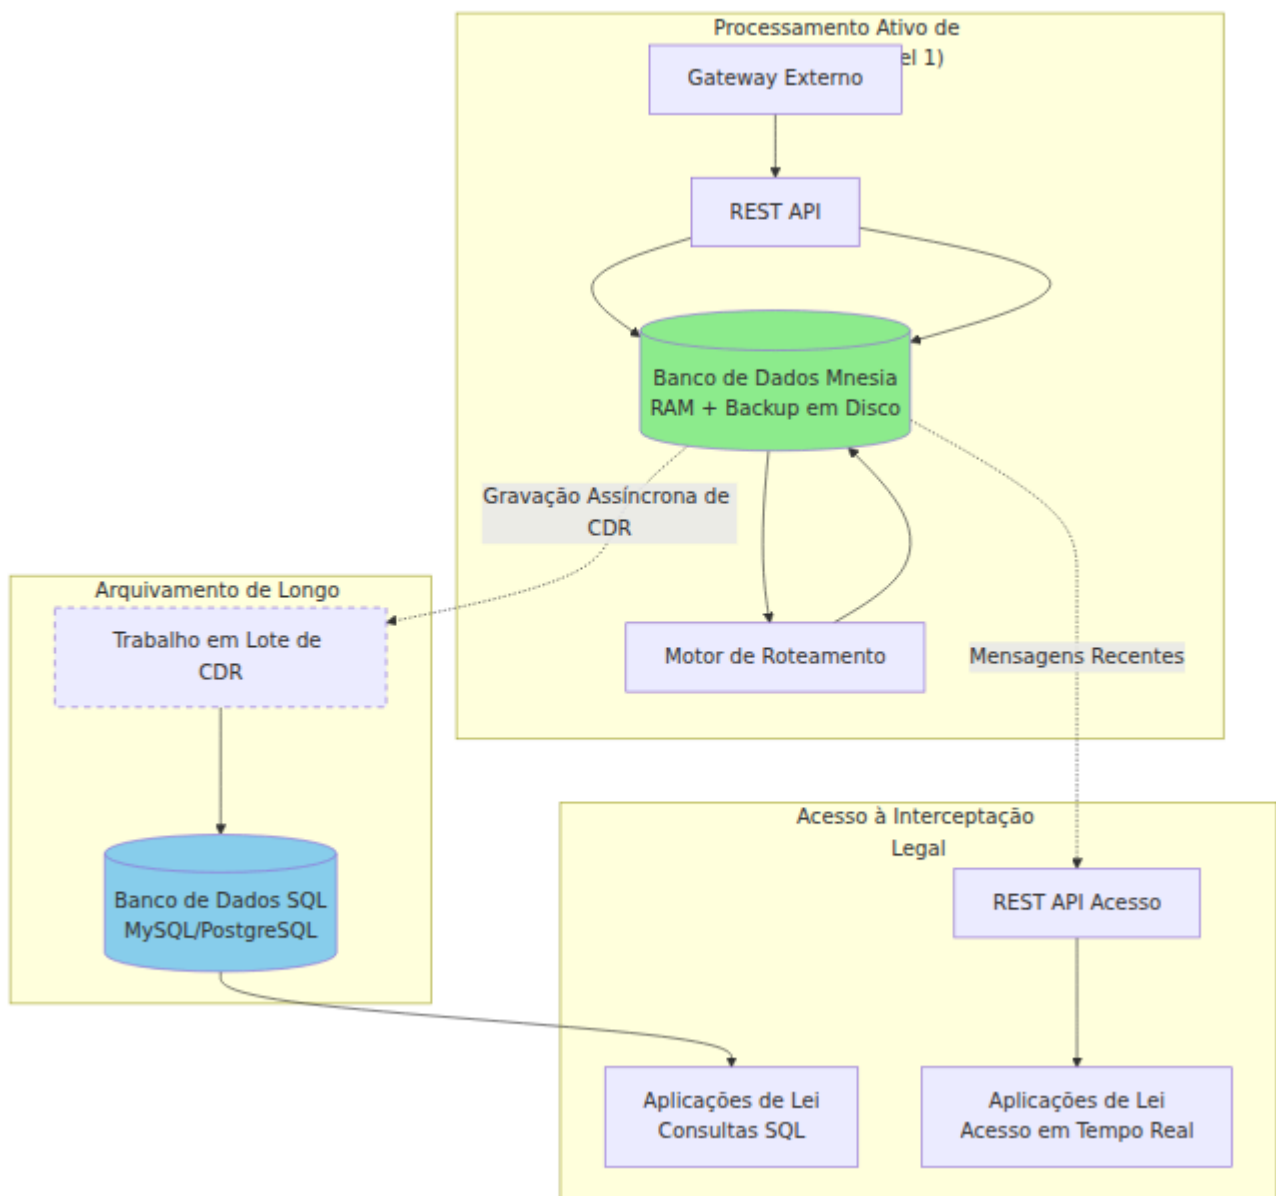 Processamento Ativo de
el 1)
Gateway Externo
REST API
Banco de Dados Mnesia
RAM + Backup em Disco
Gravação Assíncrona de
CDR
Arquivamento de Longo
Trabalho em Lote de
CDR
Motor de Roteamento
Mensagens Recentes
Acesso à Interceptação
Legal
Banco de Dados SQL
MySQL/PostgreSQL
REST API Acesso
Aplicações de Lei
Consultas SQL
Aplicações de Lei
Acesso em Tempo Real